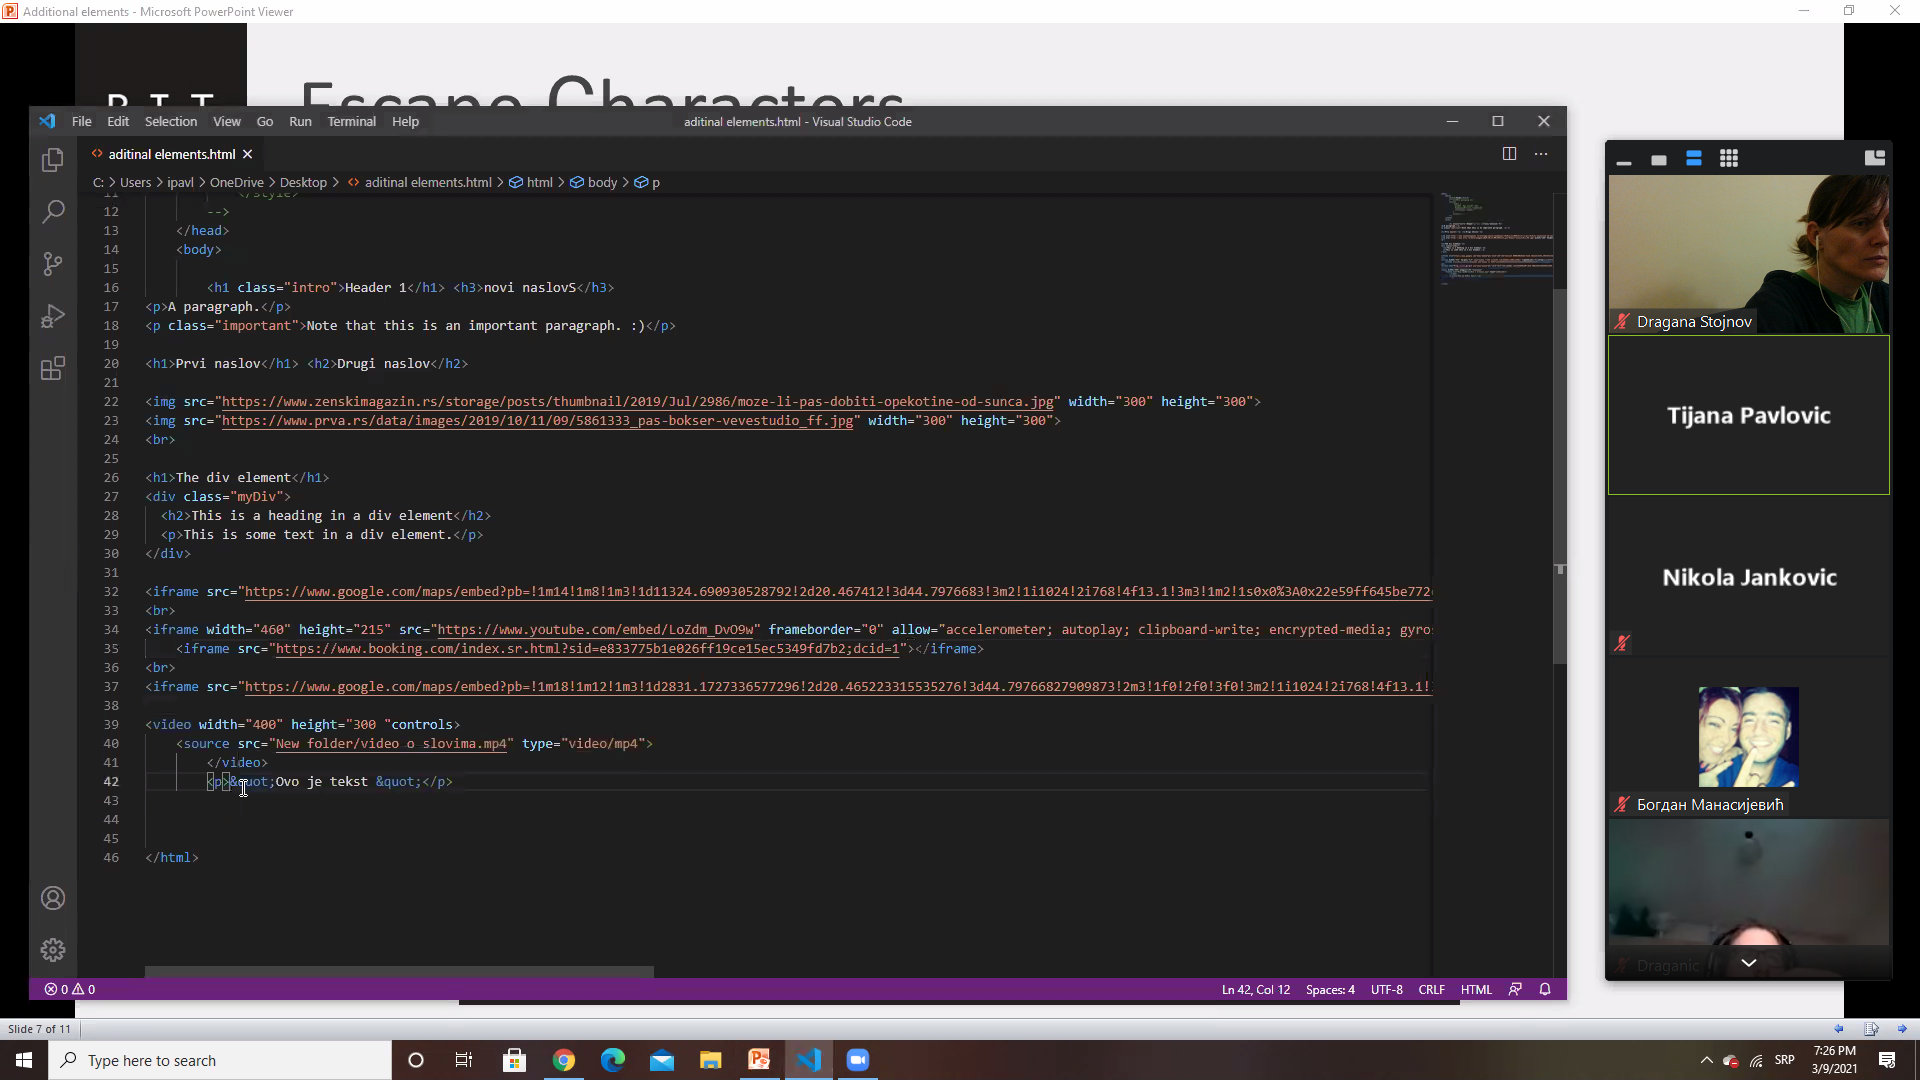 Additional elements - Microsoft PowerPoint Viewer
Escape Characters
File Edit Selection View Go Run Terminal Help
aditinal elements.html - Visual Studio Code
aditinal elements.html
C: > Users > ipavl > OneDrive > Desktop > aditinal elements.html > html > body > p
11 </style>
12 -->
13 </head>
14 <body>
15
16 <h1 class="intro">Header 1</h1> <h3>novi naslovS</h3>
17 <p>A paragraph.</p>
18 <p class="important">Note that this is an important paragraph. :)</p>
19
20 <h1>Prvi naslov</h1> <h2>Drugi naslov</h2>
21
22 <img src="https://www.zenskimagazin.rs/storage/posts/thumbnail/2019/Jul/2986/moze-li-pas-dobiti-opekotine-od-sunca.jpg" width="300" height="300">
23 <img src="https://www.prva.rs/data/images/2019/10/11/09/5861333_pas-bokser-vevestudio_ff.jpg" width="300" height="300">
24 <br>
25
26 <h1>The div element</h1>
27 <div class="myDiv">
28 <h2>This is a heading in a div element</h2>
29 <p>This is some text in a div element.</p>
30 </div>
31
32 <iframe src="https://www.google.com/maps/embed?pb=!1m14!1m8!1m3!1d11324.690930528792!2d20.467412!3d44.7976683!3m2!1i1024!2i768!4f13.1!3m3!1m2!1s0x0%3A0x22e59ff645be772
33 <br>
34 <iframe width="460" height="215" src="https://www.youtube.com/embed/LoZdm_DvO9w" frameborder="0" allow="accelerometer; autoplay; clipboard-write; encrypted-media; gyros
35 <iframe src="https://www.booking.com/index.sr.html?sid=e833775b1e026ff19ce15ec5349fd7b2;dcid=1"></iframe>
36 <br>
37 <iframe src="https://www.google.com/maps/embed?pb=!1m18!1m12!1m3!1d2831.1727336577296!2d20.465223315535276!3d44.79766827909873!2m3!1f0!2f0!3f0!3m2!1i1024!2i768!4f13.1!
38
39 <video width="400" height="300 "controls>
40 <source src="New folder/video o slovima.mp4" type="video/mp4">
41 </video>
42 <p>&quot;Ovo je tekst &quot;</p>
43
44
45
46 </html>
0 0
Ln 42, Col 12 Spaces: 4 UTF-8 CRLF HTML
Dragana Stojnov
Tijana Pavlovic
Nikola Jankovic
Богдан Манасијевић
Draganic
Slide 7 of 11
Type here to search
SRP
7:26 PM
3/9/2021